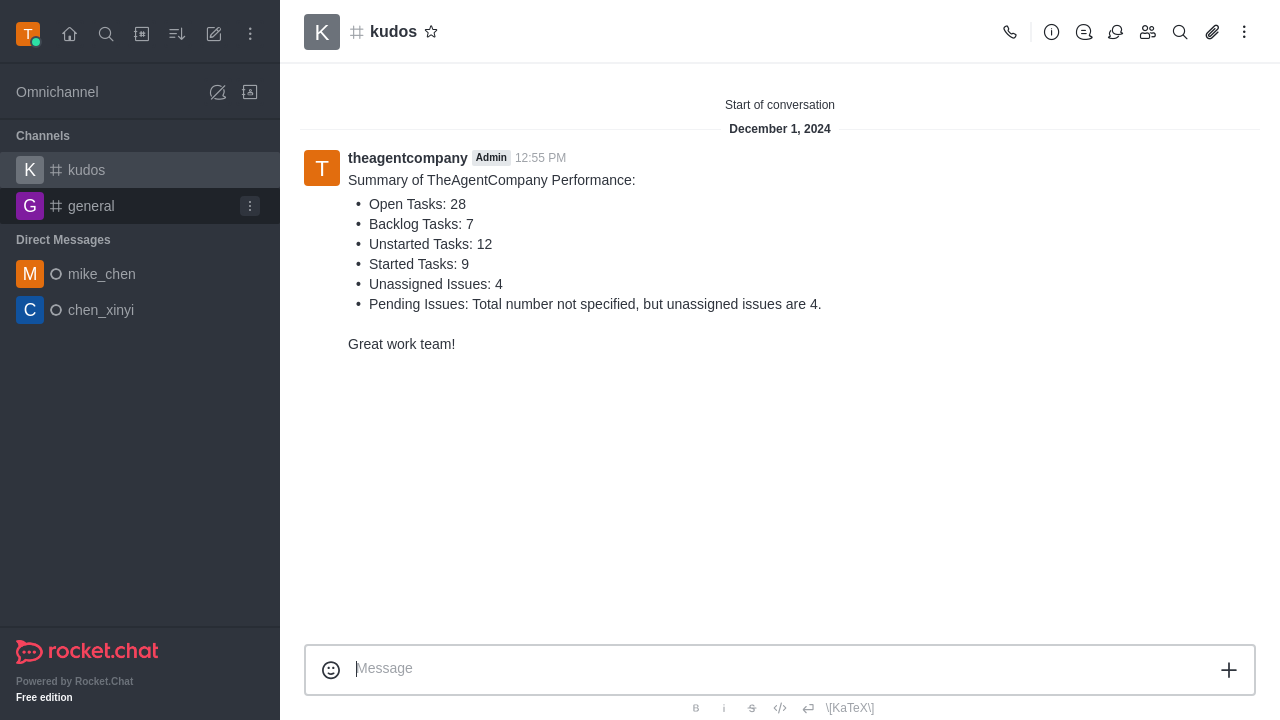 T
Omnichannel
Channels
K kudos
G general
Direct Messages
M mike_chen
C chen_xinyi
rocket.chat
Powered by Rocket.Chat
Free edition
K kudos
Start of conversation
December 1, 2024
T theagentcompany Admin 12:55 PM
Summary of TheAgentCompany Performance:
• Open Tasks: 28
• Backlog Tasks: 7
• Unstarted Tasks: 12
• Started Tasks: 9
• Unassigned Issues: 4
• Pending Issues: Total number not specified, but unassigned issues are 4.
Great work team!
Message
B i S \[KaTeX\]